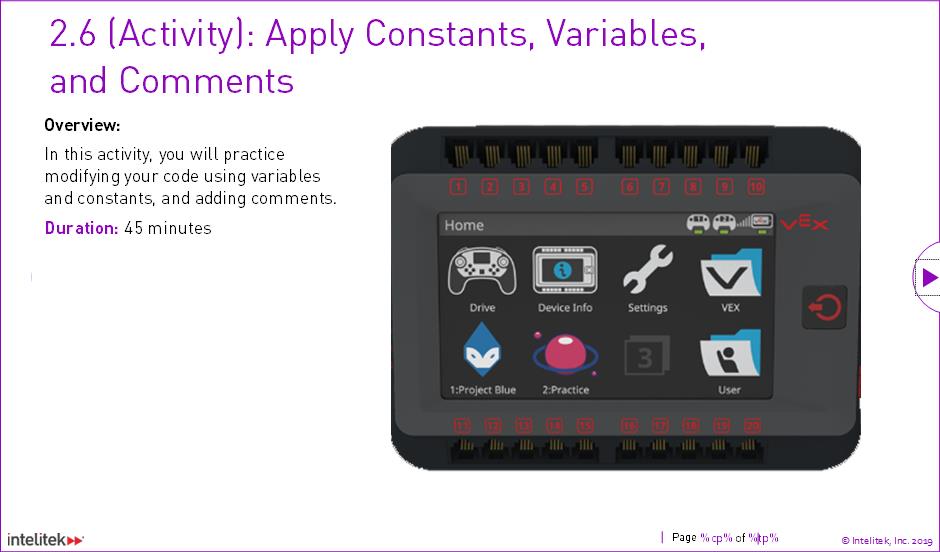 2.6 (Activity): Apply Constants, Variables,
and Comments
Overview:
In this activity, you will practice
modifying your code using variables
and constants, and adding comments.
Duration: 45 minutes
1 2 3 4 5 6 7 8 9 10
Home
VEX
Drive Device Info Settings VEX
3
1:Project Blue 2:Practice User
11 12 13 14 15 16 17 18 19 20
intelitek
Page %cp% of %tp%
© Intelitek, Inc. 2019